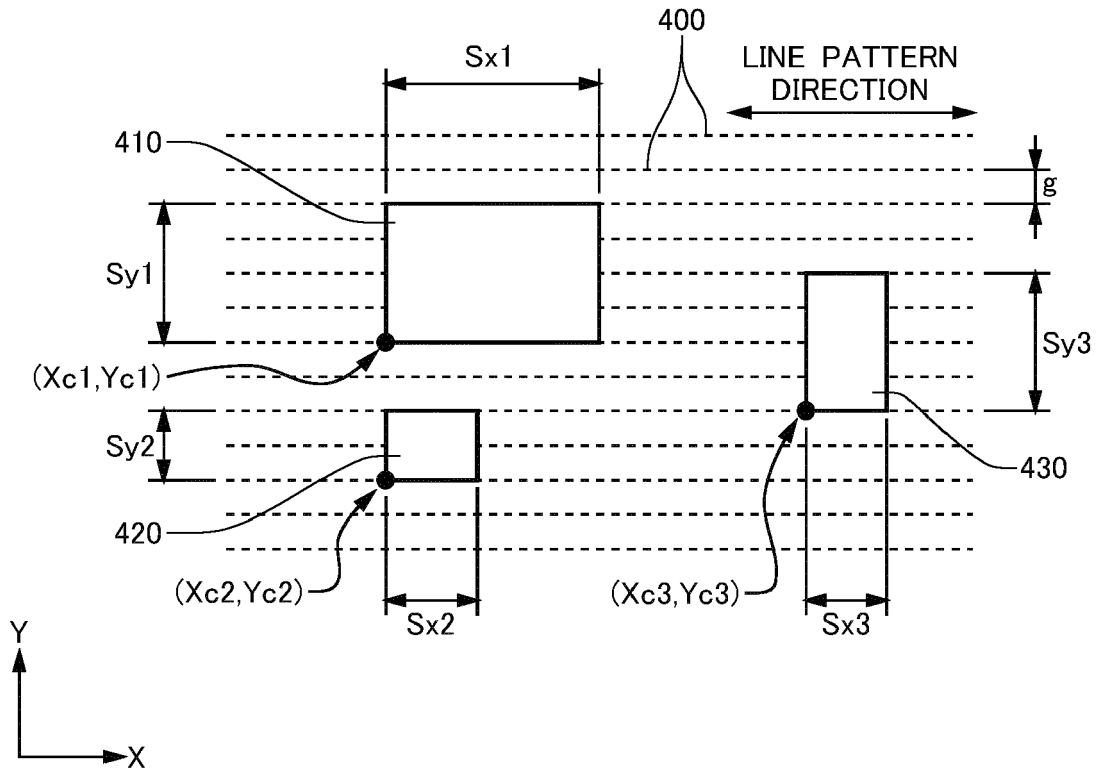 400
Sx1
LINE PATTERN
DIRECTION
410
g
Sy1
Sy3
(Xc1,Yc1)
Sy2
430
420
(Xc2,Yc2)
(Xc3,Yc3)
Sx2
Sx3
Y
X